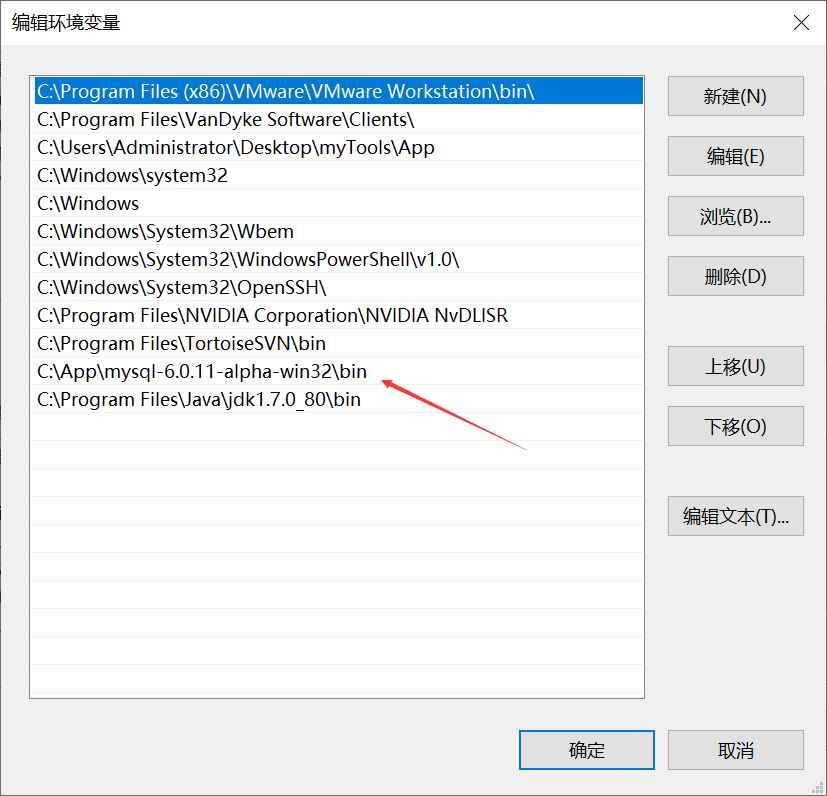 编辑环境变量
C:\Program Files (x86)\VMware\VMware Workstation\bin\
C:\Program Files\VanDyke Software\Clients\
C:\Users\Administrator\Desktop\myTools\App
C:\Windows\system32
C:\Windows
C:\Windows\System32\Wbem
C:\Windows\System32\WindowsPowerShell\v1.0\
C:\Windows\System32\OpenSSH\
C:\Program Files\NVIDIA Corporation\NVIDIA NvDLISR
C:\Program Files\TortoiseSVN\bin
C:\App\mysql-6.0.11-alpha-win32\bin
C:\Program Files\Java\jdk1.7.0_80\bin
新建(N)
编辑(E)
浏览(B)...
删除(D)
上移(U)
下移(O)
编辑文本(T)...
确定
取消